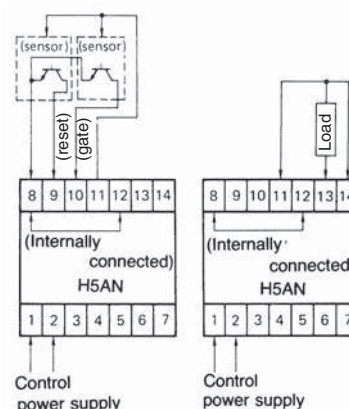 (sensor) (sensor)
(reset)
(gate)
8 9 10 11 12 13 14
(Internally
connected)
H5AN
1 2 3 4 5 6 7
Control
power supply
Load
8 9 10 11 12 13 14
(Internally
connected)
H5AN
1 2 3 4 5 6 7
Control
power supply